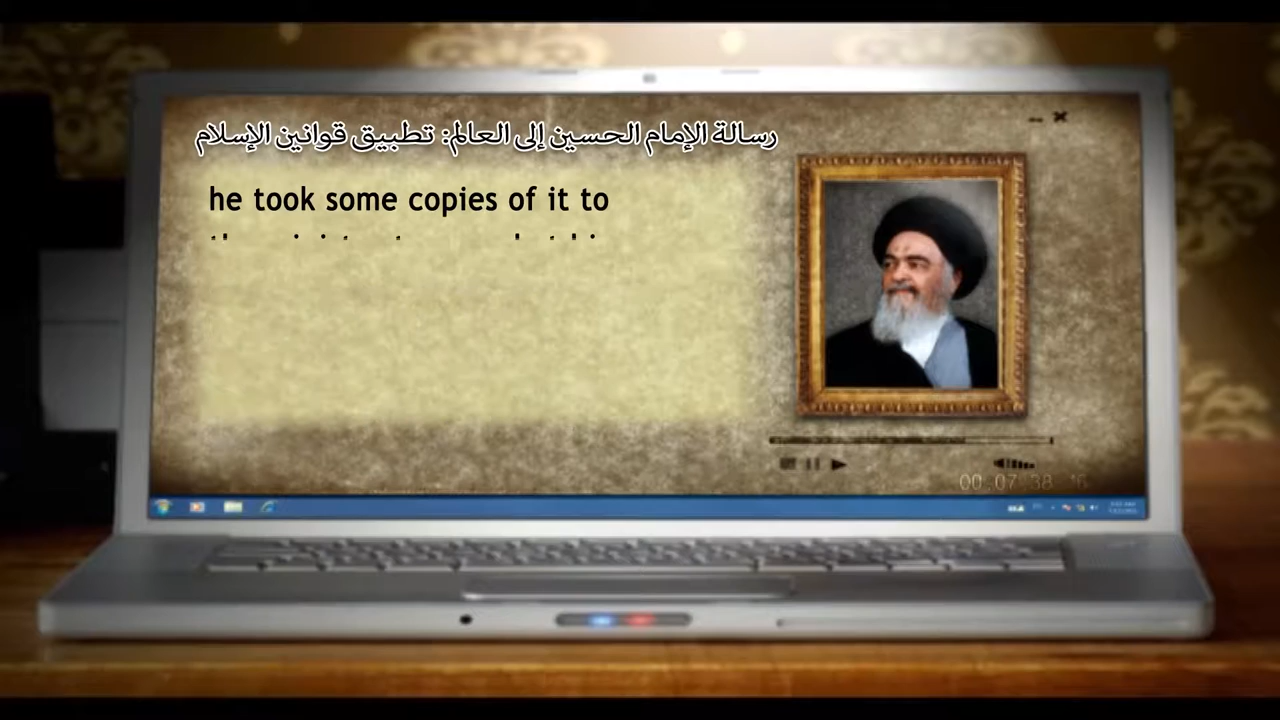 رسالة الإمام الحسين إلى العالم: تطبيق قوانين الإسلام
he took some copies of it to